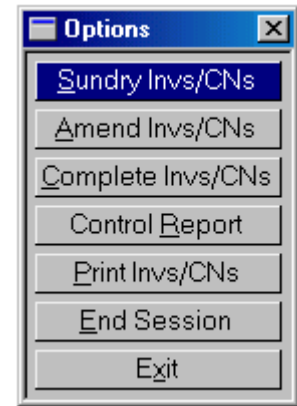 Options
Sundry Invs/CNs
Amend Invs/CNs
Complete Invs/CNs
Control Report
Print Invs/CNs
End Session
Exit